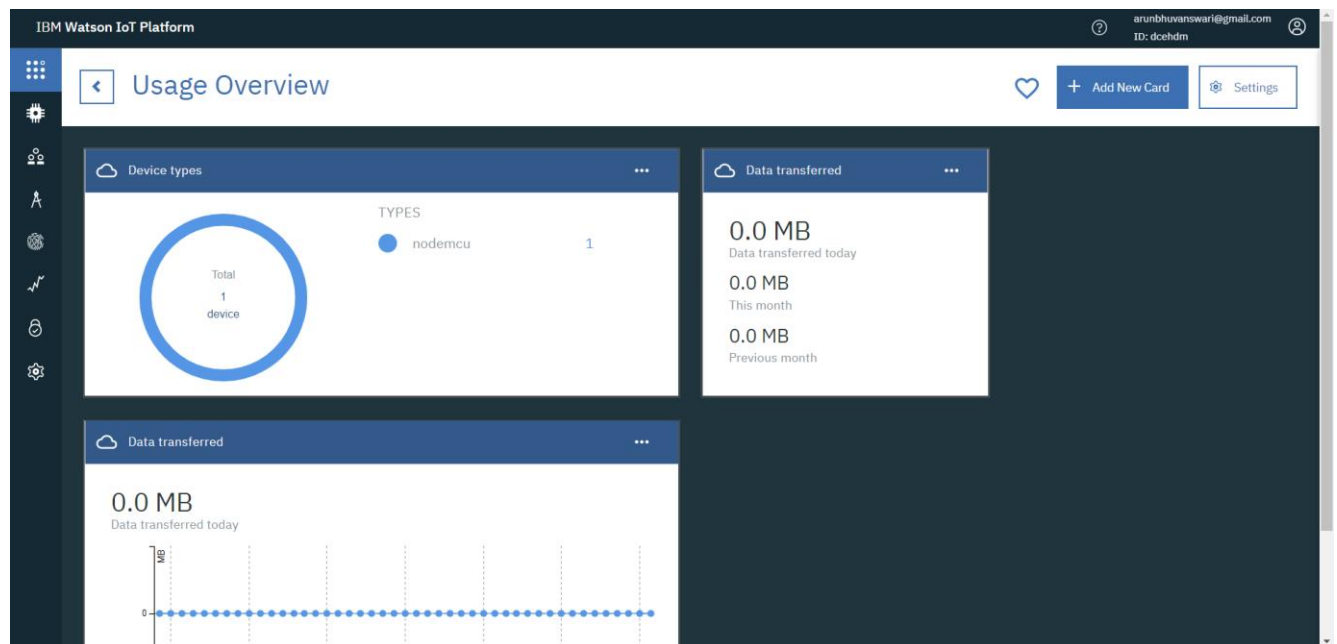 IBM Watson IoT Platform
arunbhuvanswari@gmail.com
ID: dcehdm
Usage Overview
Add New Card
Settings
Device types
Total
1
device
TYPES
nodemcu 1
Data transferred
0.0 MB
Data transferred today
0.0 MB
This month
0.0 MB
Previous month
Data transferred
0.0 MB
Data transferred today
MB
0